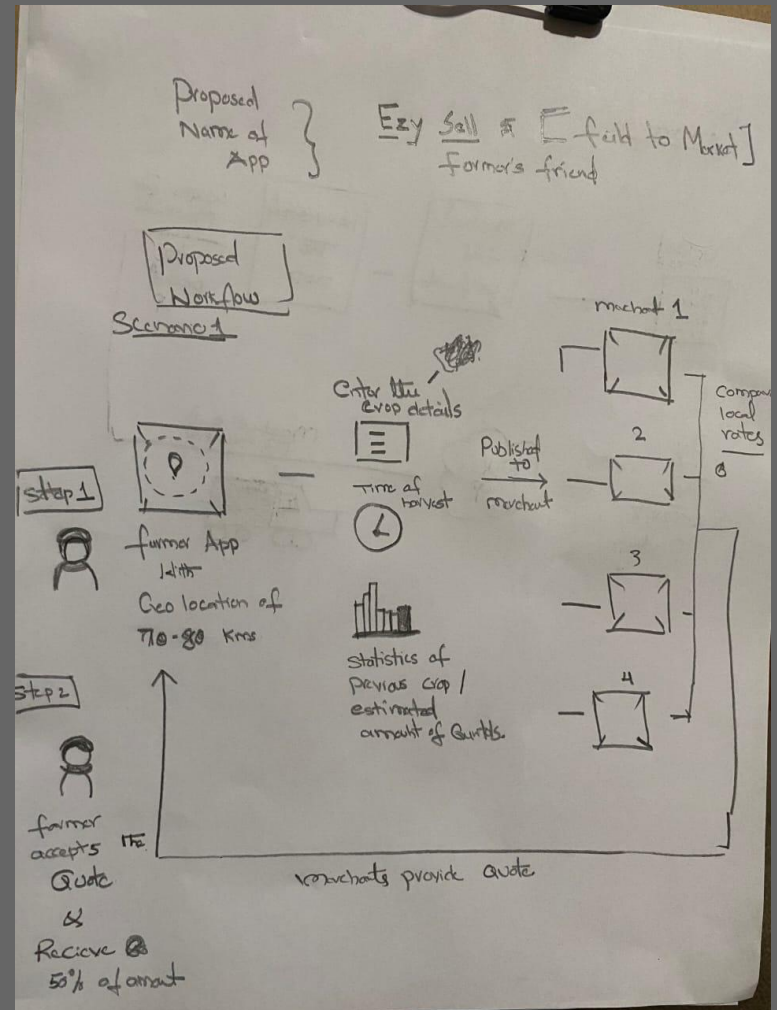 Proposed
Name of
App
Ezy Sell & [ field to Market ]
farmer's friend
Proposed
Workflow
Scenario 1
merchant 1
Enter the
crop details
Compare
local
rates
&
2
Published
to
merchant
Step 1
Time of
harvest
farmer App
With
Geo location of
70-80 Kms
3
Statistics of
previous crop /
estimated
amount of Quintls.
4
Step 2
farmer
accepts the
Quote
&
Recieve
50% of amount
Merchants provide Quote